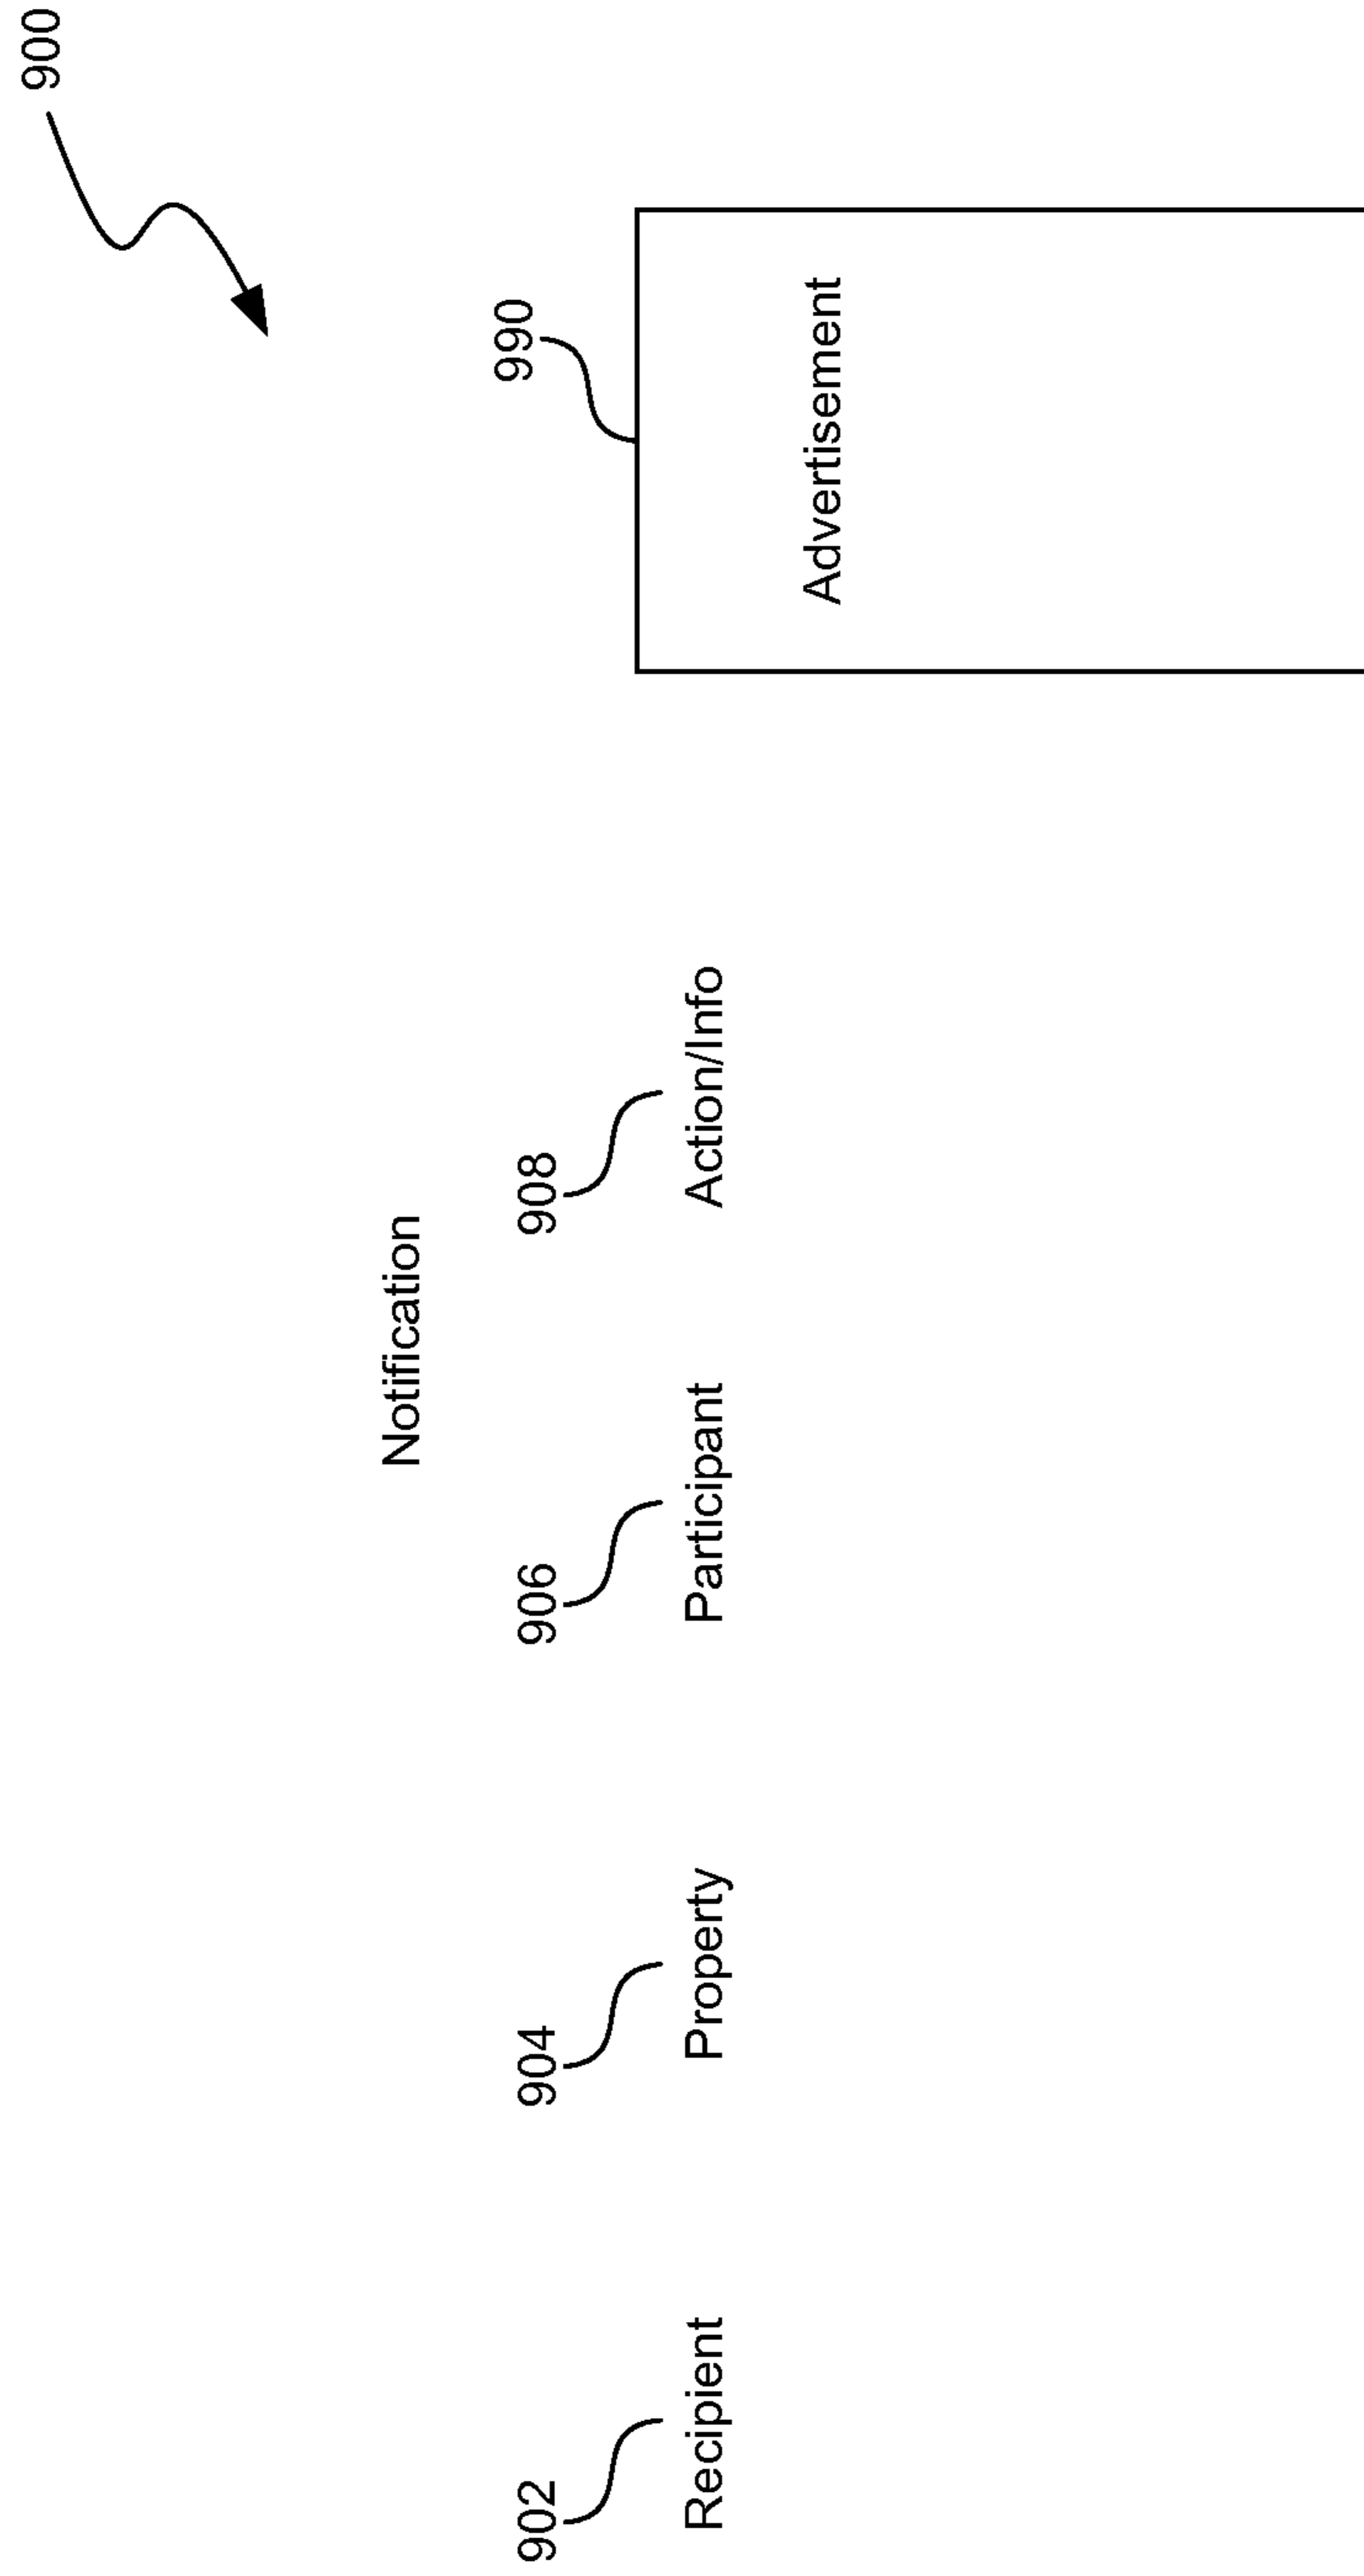 900
Notification
990
902
904
906
908
Recipient
Property
Participant
Action/Info
Advertisement